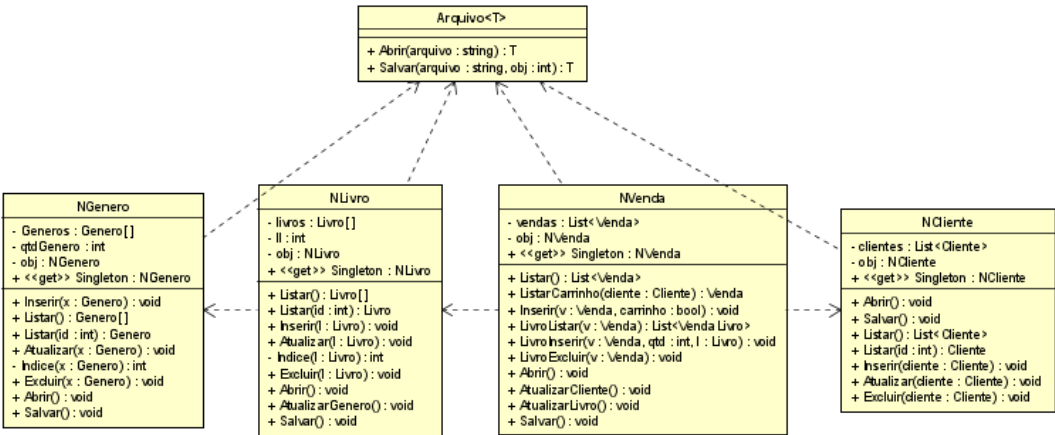 Arquivo<T>
+ Abrir(arquivo : string) : T
+ Salvar(arquivo : string, obj : int) : T
NGenero
- Generos : Genero[]
- qtdGenero : int
- obj : NGenero
+ <<get>> Singleton : NGenero
+ Inserir(x : Genero) : void
+ Listar() : Genero[]
+ Listar(id : int) : Genero
+ Atualizar(x : Genero) : void
- Indice(x : Genero) : int
+ Excluir(x : Genero) : void
+ Abrir() : void
+ Salvar() : void
NLivro
- livros : Livro[]
- ll : int
- obj : NLivro
+ <<get>> Singleton : NLivro
+ Listar() : Livro[]
+ Listar(id : int) : Livro
+ Inserir(l : Livro) : void
+ Atualizar(l : Livro) : void
- Indice(l : Livro) : int
+ Excluir(l : Livro) : void
+ Abrir() : void
+ AtualizarGenero() : void
+ Salvar() : void
NVenda
- vendas : List<Venda>
- obj : NVenda
+ <<get>> Singleton : NVenda
+ Listar() : List<Venda>
+ ListarCarrinho(cliente : Cliente) : Venda
+ Inserir(v : Venda, carrinho : bool) : void
+ LivroListar(v : Venda) : List<Venda Livro>
+ LivroInserir(v : Venda, qtd : int, l : Livro) : void
+ LivroExcluir(v : Venda) : void
+ Abrir() : void
+ AtualizarCliente() : void
+ AtualizarLivro() : void
+ Salvar() : void
NCliente
- clientes : List<Cliente>
- obj : NCliente
+ <<get>> Singleton : NCliente
+ Abrir() : void
+ Salvar() : void
+ Listar() : List<Cliente>
+ Listar(id : int) : Cliente
+ Inserir(cliente : Cliente) : void
+ Atualizar(cliente : Cliente) : void
+ Excluir(cliente : Cliente) : void